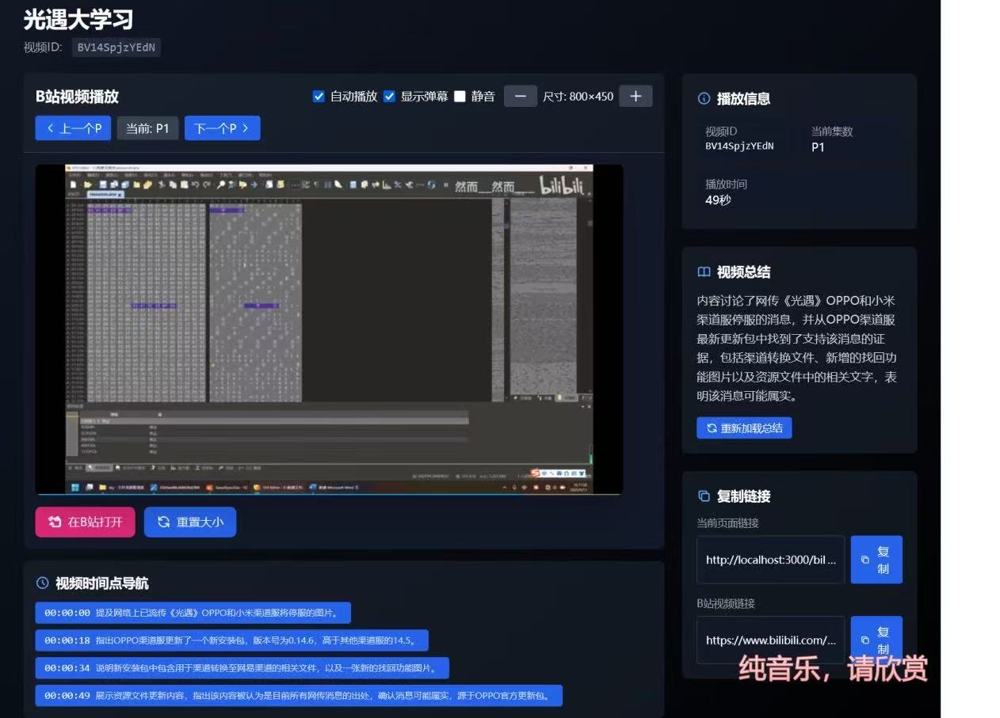 光遇大学习
视频ID: BV14SpjzYEdN
B站视频播放
自动播放 显示弹幕 静音 — 尺寸: 800×450 +
< 上一个P 当前: P1 下一个P >
然而__然而__ bilibili
在B站打开 重置大小
视频时间点导航
00:00:00 提及网络上已流传《光遇》OPPO和小米渠道服将停服的图片。
00:00:18 指出OPPO渠道服更新了一个新安装包，版本号为0.14.6，高于其他渠道服的14.5。
00:00:34 说明新安装包中包含用于渠道转换至网易渠道的相关文件，以及一张新的找回功能图片。
00:00:49 展示资源文件更新内容，指出该内容被认为是目前所有网传消息的出处，确认消息可能属实，源于OPPO官方更新包。
播放信息
视频ID 当前集数
BV14SpjzYEdN P1
播放时间
49秒
视频总结
内容讨论了网传《光遇》OPPO和小米
渠道服停服的消息，并从OPPO渠道服
最新更新包中找到了支持该消息的证
据，包括渠道转换文件、新增的找回功
能图片以及资源文件中的相关文字，表
明该消息可能属实。
重新加载总结
复制链接
当前页面链接
http://localhost:3000/bil ... 复制
B站视频链接
https://www.bilibili.com/... 复制
纯音乐，请欣赏